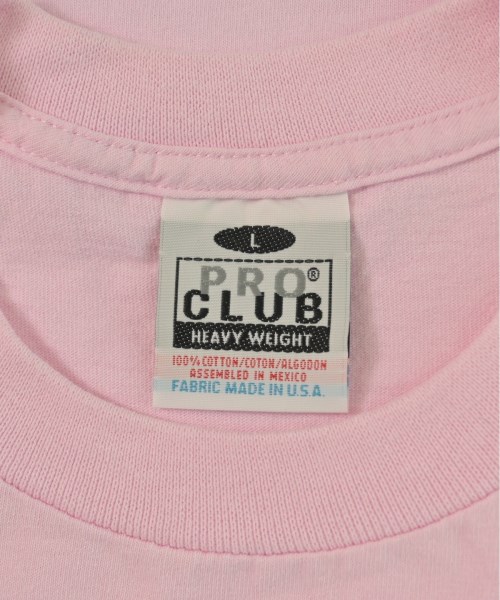 L
PRO®
CLUB
HEAVY WEIGHT
100% COTTON/COTON/ALGODON
ASSEMBLED IN MEXICO
FABRIC MADE IN U.S.A.